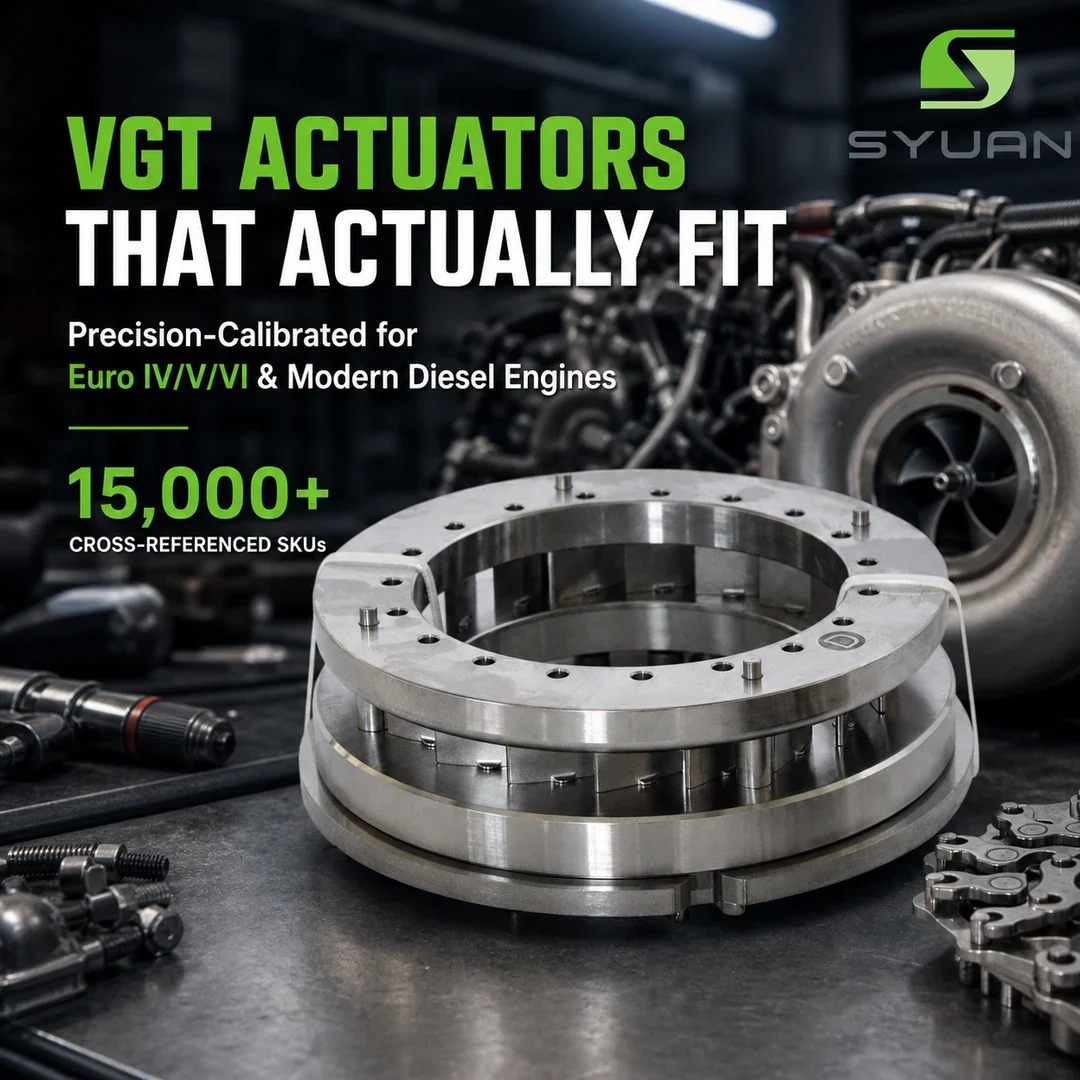 SYUAN
VGT ACTUATORS
THAT ACTUALLY FIT
Precision-Calibrated for
Euro IV/V/VI & Modern Diesel Engines
15,000+
CROSS-REFERENCED SKUs
D